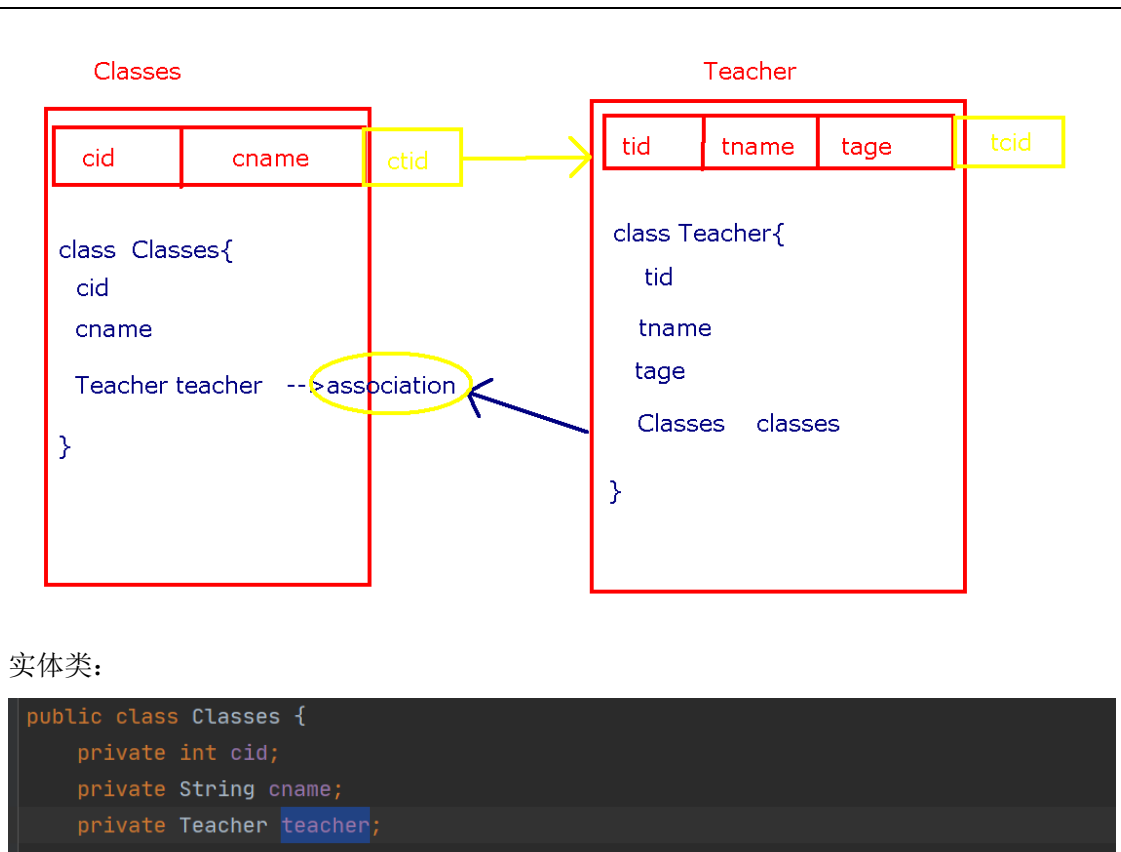 Classes
cid cname ctid
class Classes{
cid
cname
Teacher teacher -->association
}
Teacher
tid tname tage tcid
class Teacher{
tid
tname
tage
Classes classes
}
实体类：
public class Classes {
private int cid;
private String cname;
private Teacher teacher;